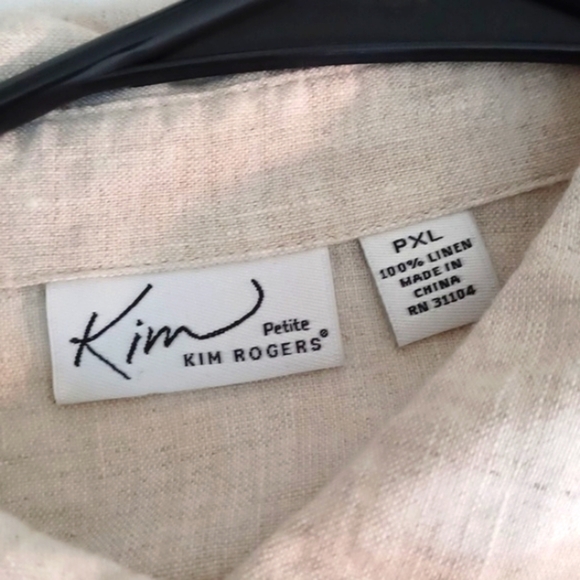 Kim
Petite
KIM ROGERS®
PXL
100% LINEN
MADE IN
CHINA
RN 31104